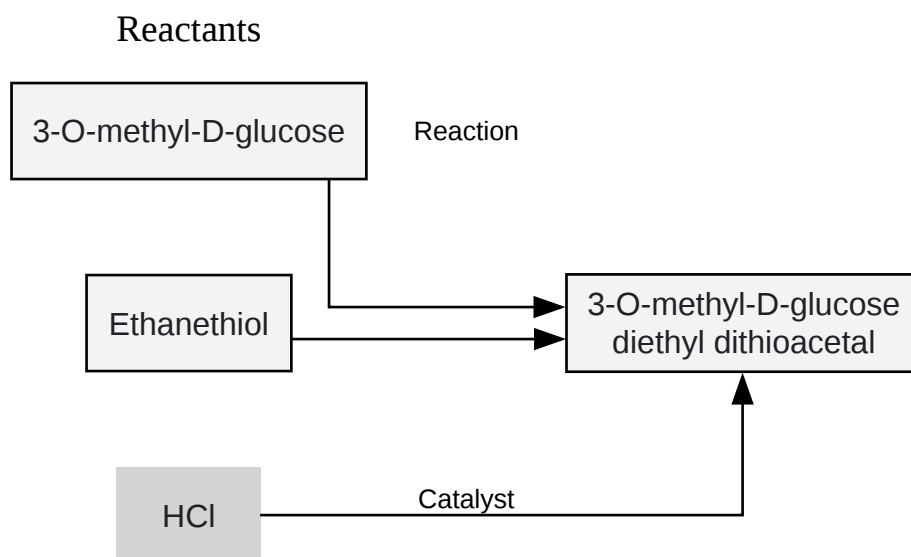 Reactants
3-O-methyl-D-glucose
Reaction
Ethanethiol
3-O-methyl-D-glucose
diethyl dithioacetal
HCl
Catalyst